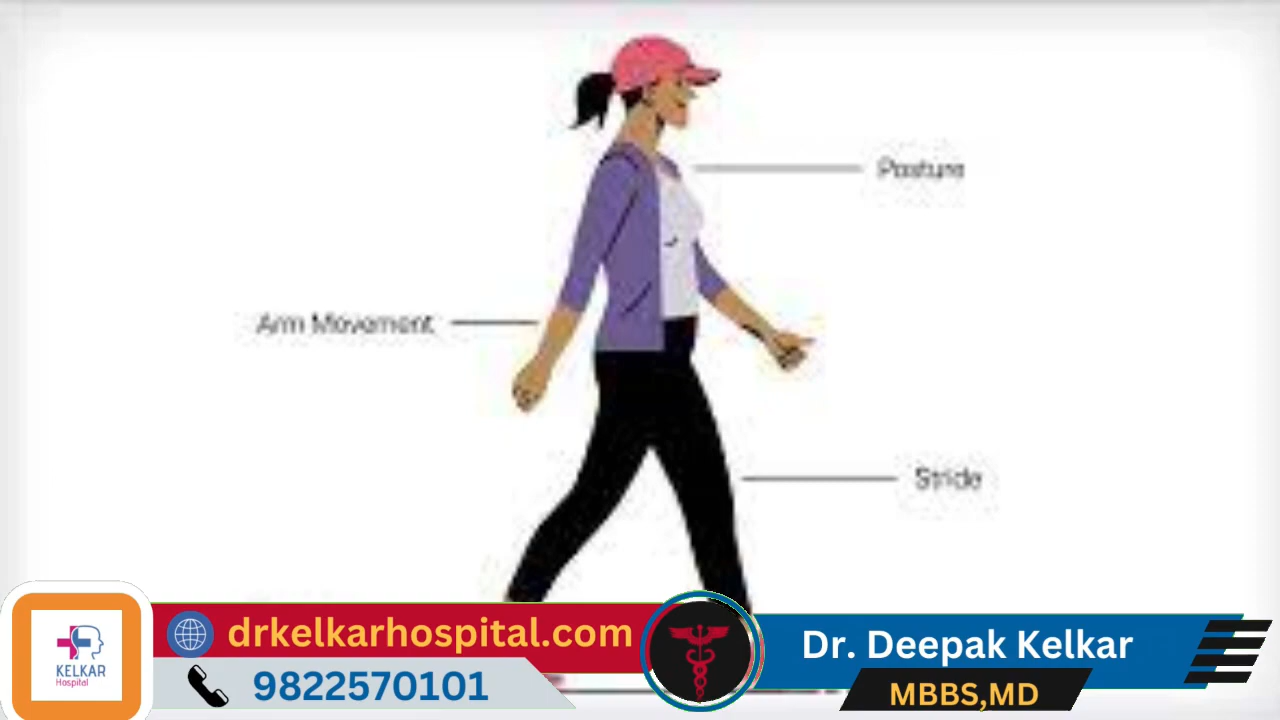 Posture
Arm Movement
Stride
drkelkarhospital.com
9822570101
KELKAR
Hospital
Dr. Deepak Kelkar
MBBS,MD